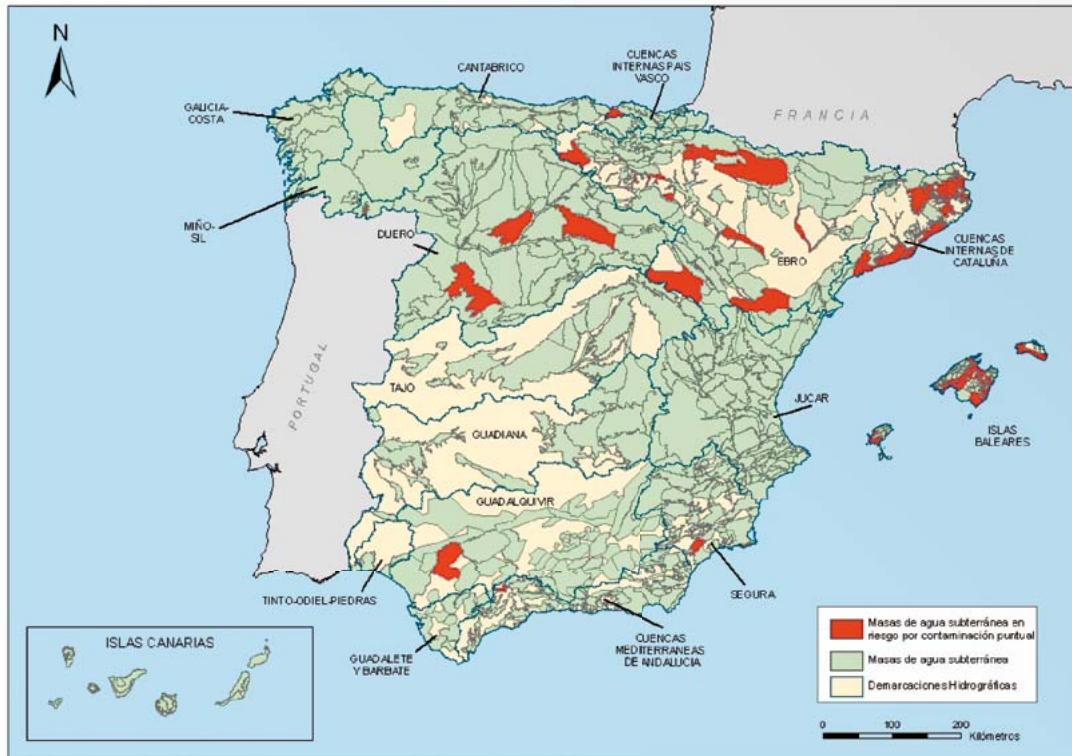 N
CUENCAS
INTERNAS PAIS
VASCO
CANTABRICO
GALICIA-
COSTA
FRANCIA
MIÑO-
SIL
DUERO
EBRO
CUENCAS
INTERNAS DE
CATALUÑA
PORTUGAL
TAJO
JUCAR
ISLAS
BALEARES
GUADIANA
GUADALQUIVIR
TINTO-ODIEL-PIEDRAS
SEGURA
GUADALETE
Y BARBATE
CUENCAS
MEDITERRANEAS
DE ANDALUCIA
ISLAS CANARIAS
Masas de agua subterránea en
riesgo por contaminación puntual
Masas de agua subterránea
Demarcaciones Hidrográficas
0 100 200
Kilómetros